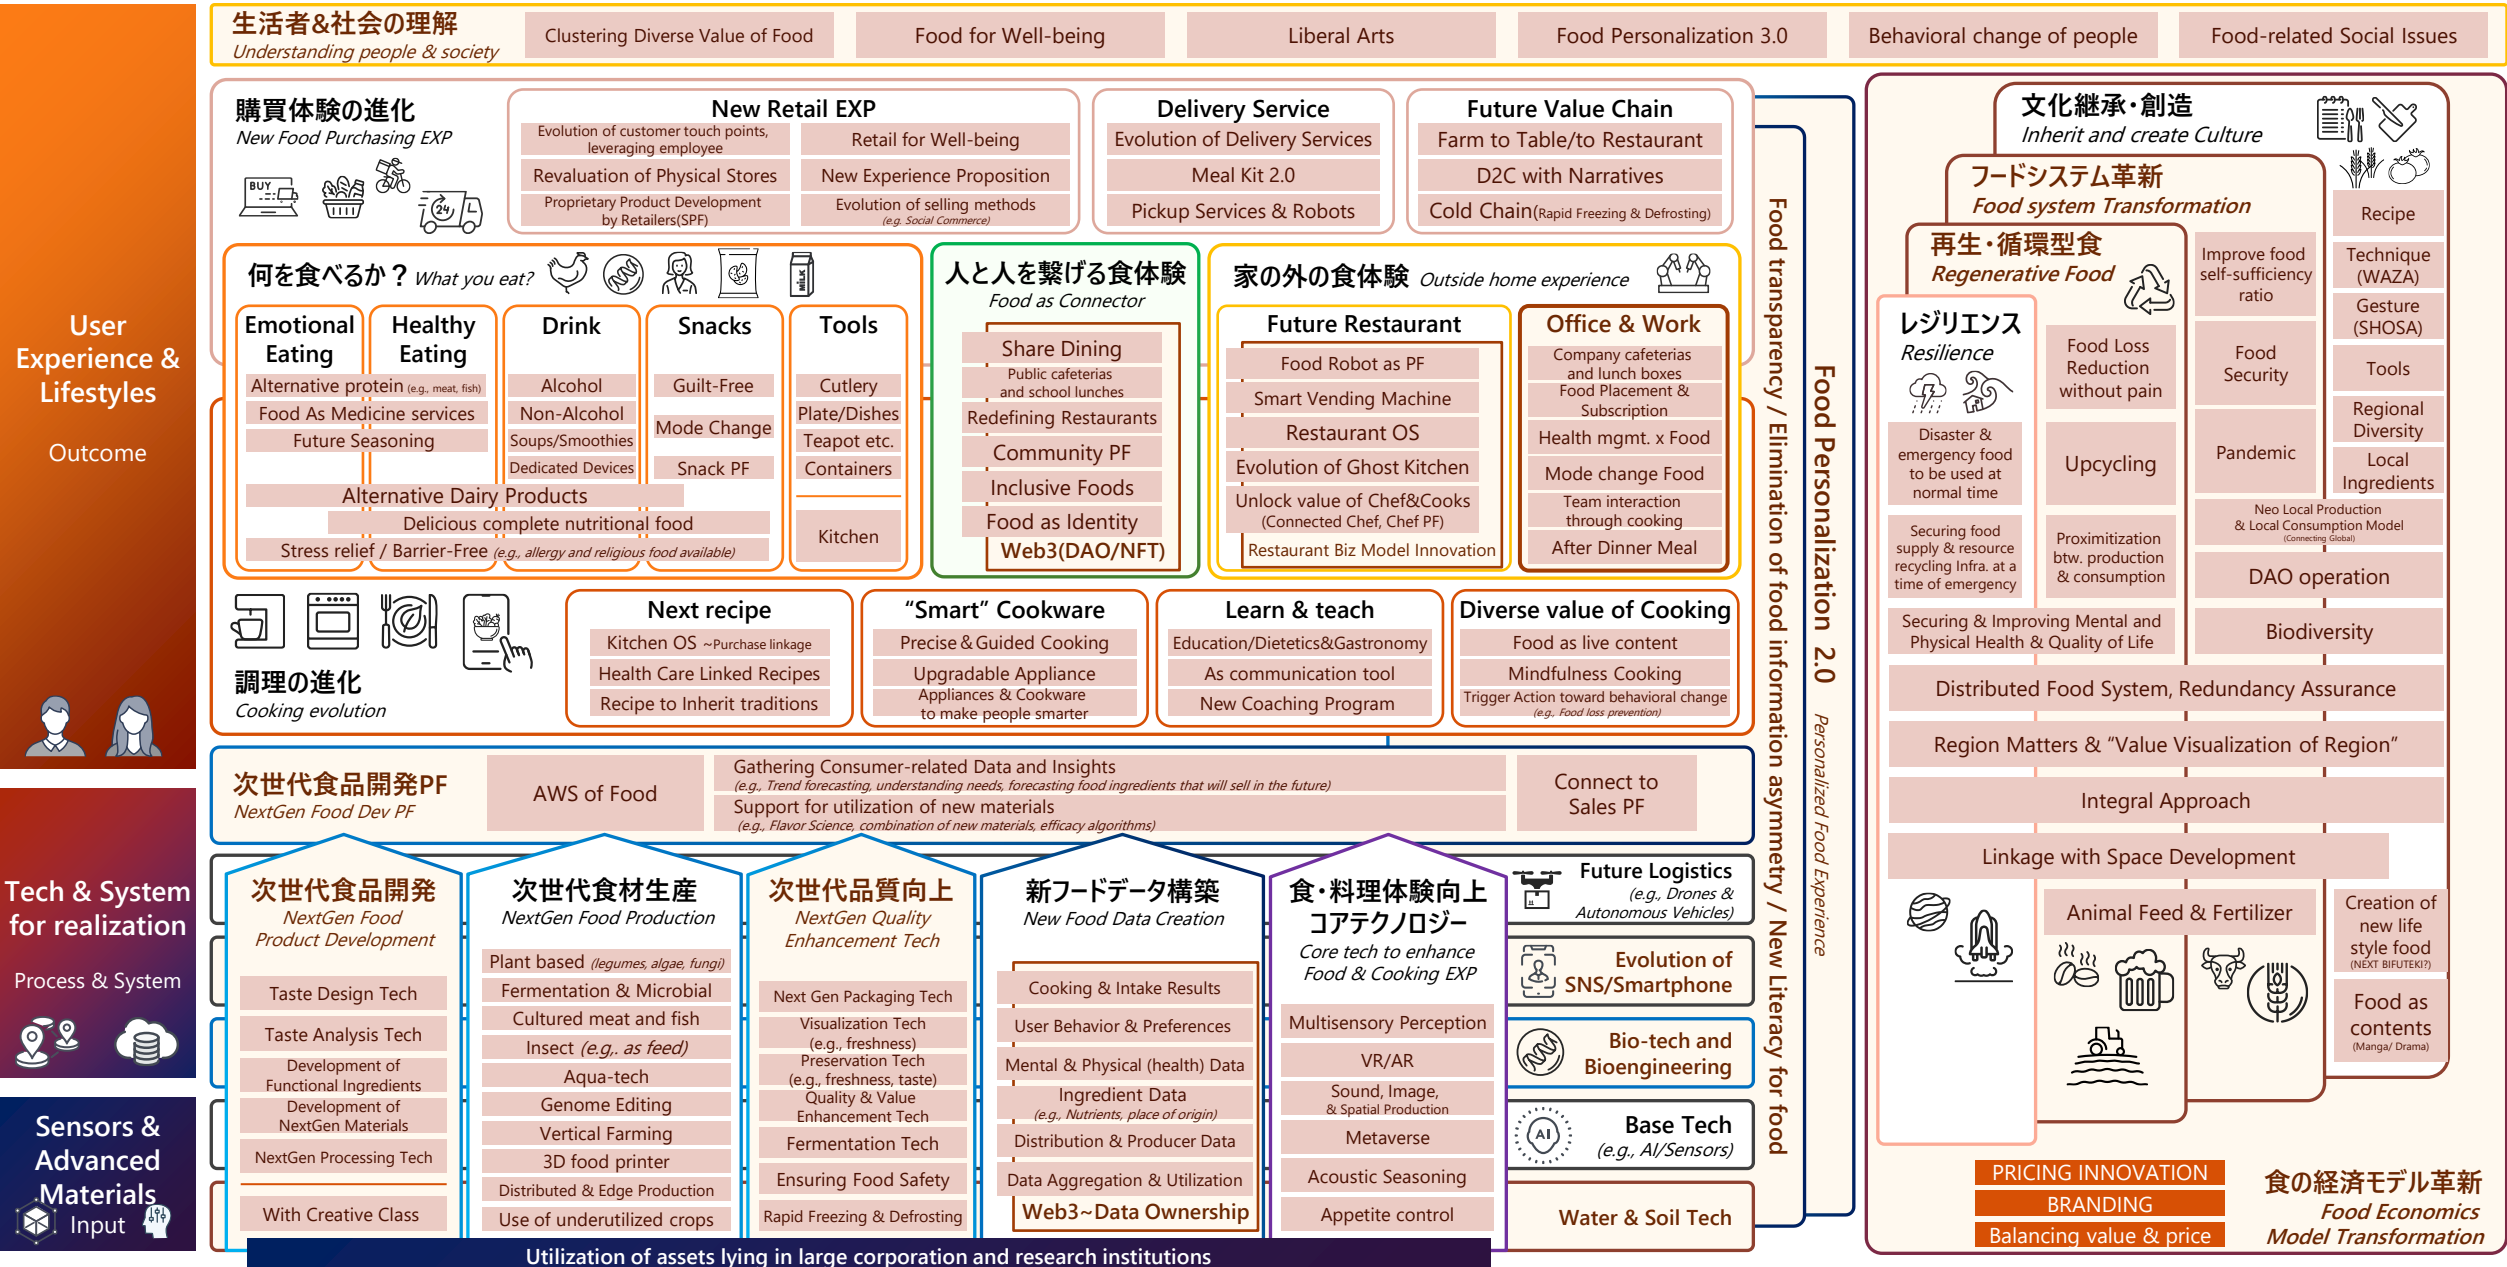 User
Experience &
Lifestyles
Outcome
Tech & System
for realization
Process & System
Sensors &
Advanced
Materials
Input
生活者&社会の理解
Understanding people & society
Clustering Diverse Value of Food
Food for Well-being
Liberal Arts
Food Personalization 3.0
Behavioral change of people
Food-related Social Issues
購買体験の進化
New Food Purchasing EXP
BUY
24
New Retail EXP
Evolution of customer touch points,
leveraging employee
Revaluation of Physical Stores
Proprietary Product Development
by Retailers(SPF)
Retail for Well-being
New Experience Proposition
Evolution of selling methods
(e.g. Social Commerce)
Delivery Service
Evolution of Delivery Services
Meal Kit 2.0
Pickup Services & Robots
Future Value Chain
Farm to Table/to Restaurant
D2C with Narratives
Cold Chain(Rapid Freezing & Defrosting)
何を食べるか？ What you eat?
MILK
Emotional
Eating
Healthy
Eating
Alternative protein (e.g., meat, fish)
Food As Medicine services
Future Seasoning
Drink
Alcohol
Non-Alcohol
Soups/Smoothies
Dedicated Devices
Snacks
Guilt-Free
Mode Change
Snack PF
Tools
Cutlery
Plate/Dishes
Teapot etc.
Containers
Kitchen
Alternative Dairy Products
Delicious complete nutritional food
Stress relief / Barrier-Free (e.g., allergy and religious food available)
人と人を繋げる食体験
Food as Connector
Share Dining
Public cafeterias
and school lunches
Redefining Restaurants
Community PF
Inclusive Foods
Food as Identity
Web3(DAO/NFT)
家の外の食体験 Outside home experience
Future Restaurant
Food Robot as PF
Smart Vending Machine
Restaurant OS
Evolution of Ghost Kitchen
Unlock value of Chef&Cooks
(Connected Chef, Chef PF)
Restaurant Biz Model Innovation
Office & Work
Company cafeterias
and lunch boxes
Food Placement &
Subscription
Health mgmt. x Food
Mode change Food
Team interaction
through cooking
After Dinner Meal
調理の進化
Cooking evolution
Next recipe
Kitchen OS ~Purchase linkage
Health Care Linked Recipes
Recipe to Inherit traditions
“Smart” Cookware
Precise & Guided Cooking
Upgradable Appliance
Appliances & Cookware
to make people smarter
Learn & teach
Education/Dietetics&Gastronomy
As communication tool
New Coaching Program
Diverse value of Cooking
Food as live content
Mindfulness Cooking
Trigger Action toward behavioral change
(e.g., Food loss prevention)
次世代食品開発PF
NextGen Food Dev PF
AWS of Food
Gathering Consumer-related Data and Insights
(e.g., Trend forecasting, understanding needs, forecasting food ingredients that will sell in the future)
Support for utilization of new materials
(e.g., Flavor Science, combination of new materials, efficacy algorithms)
Connect to
Sales PF
次世代食品開発
NextGen Food
Product Development
Taste Design Tech
Taste Analysis Tech
Development of
Functional Ingredients
Development of
NextGen Materials
NextGen Processing Tech
With Creative Class
次世代食材生産
NextGen Food Production
Plant based (legumes, algae, fungi)
Fermentation & Microbial
Cultured meat and fish
Insect (e.g,. as feed)
Aqua-tech
Genome Editing
Vertical Farming
3D food printer
Distributed & Edge Production
Use of underutilized crops
次世代品質向上
NextGen Quality
Enhancement Tech
Next Gen Packaging Tech
Visualization Tech
(e.g., freshness)
Preservation Tech
(e.g., freshness, taste)
Quality & Value
Enhancement Tech
Fermentation Tech
Ensuring Food Safety
Rapid Freezing & Defrosting
新フードデータ構築
New Food Data Creation
Cooking & Intake Results
User Behavior & Preferences
Mental & Physical (health) Data
Ingredient Data
(e.g., Nutrients, place of origin)
Distribution & Producer Data
Data Aggregation & Utilization
Web3~Data Ownership
食・料理体験向上
コアテクノロジー
Core tech to enhance
Food & Cooking EXP
Multisensory Perception
VR/AR
Sound, Image,
& Spatial Production
Metaverse
Acoustic Seasoning
Appetite control
Future Logistics
(e.g., Drones &
Autonomous Vehicles)
Evolution of
SNS/Smartphone
Bio-tech and
Bioengineering
AI
Base Tech
(e.g., AI/Sensors)
Water & Soil Tech
Utilization of assets lying in large corporation and research institutions
Food transparency / Elimination of food information asymmetry / New Literacy for food
Food Personalization 2.0 Personalized Food Experience
文化継承・創造
Inherit and create Culture
Recipe
Technique
(WAZA)
Gesture
(SHOSA)
Tools
Regional
Diversity
Local
Ingredients
フードシステム革新
Food system Transformation
Improve food
self-sufficiency
ratio
Food
Security
Pandemic
Neo Local Production
& Local Consumption Model
(Connecting Global)
DAO operation
Biodiversity
再生・循環型食
Regenerative Food
Food Loss
Reduction
without pain
Upcycling
Proximitization
btw. production
& consumption
レジリエンス
Resilience
Disaster &
emergency food
to be used at
normal time
Securing food
supply & resource
recycling Infra. at a
time of emergency
Securing & Improving Mental and
Physical Health & Quality of Life
Distributed Food System, Redundancy Assurance
Region Matters & “Value Visualization of Region”
Integral Approach
Linkage with Space Development
Animal Feed & Fertilizer
Creation of
new life
style food
(NEXT BIFUTEKI?)
Food as
contents
(Manga/ Drama)
PRICING INNOVATION
BRANDING
Balancing value & price
食の経済モデル革新
Food Economics
Model Transformation